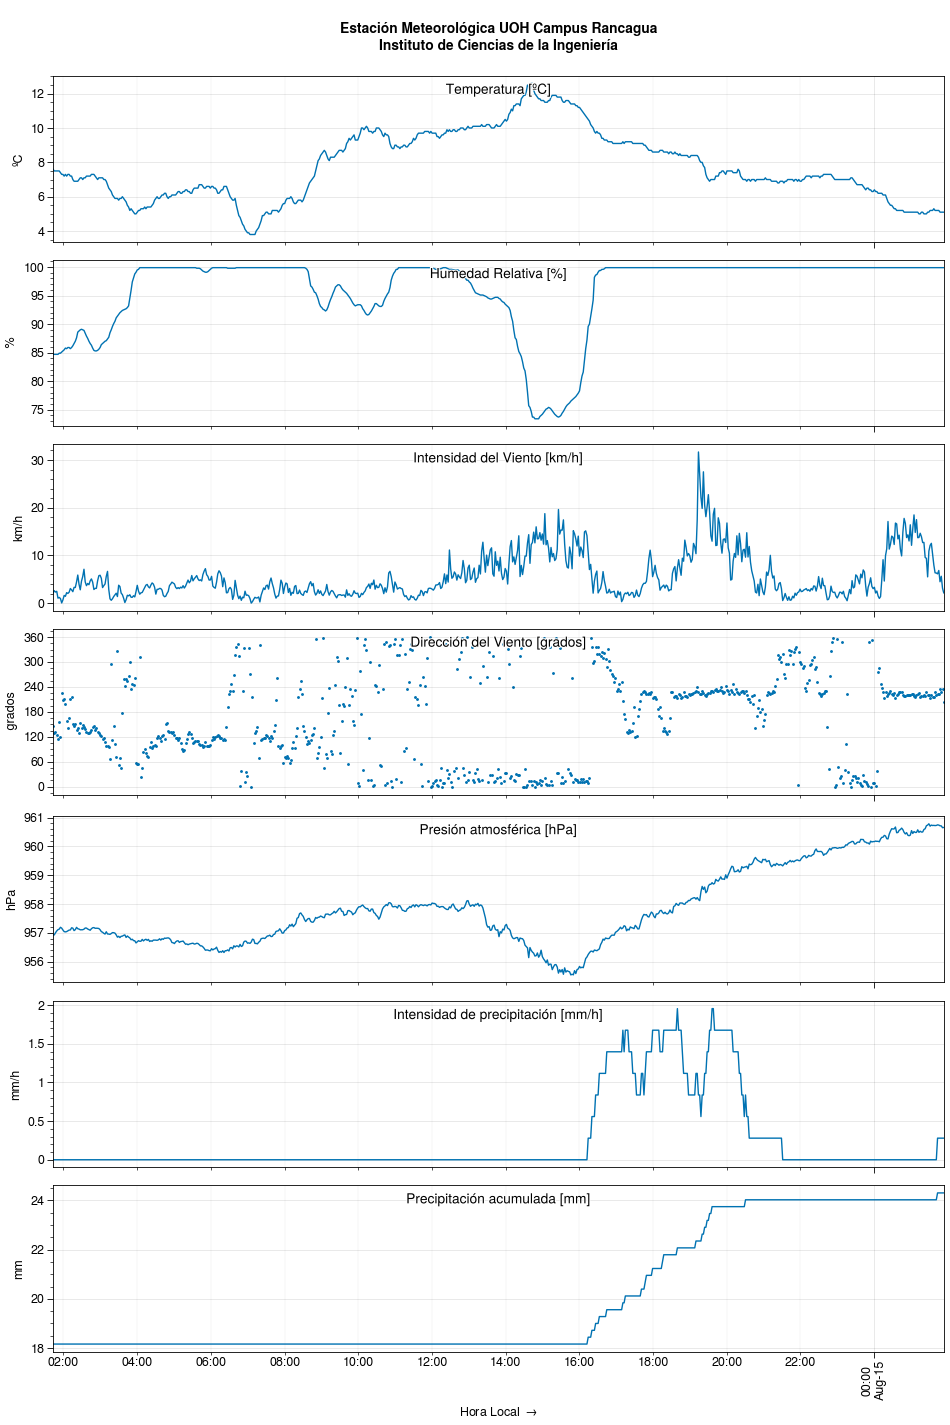 Estación Meteorológica UOH Campus Rancagua
Instituto de Ciencias de la Ingeniería
Temperatura [ºC]
ºC
12
10
8
6
4
Humedad Relativa [%]
%
100
95
90
85
80
75
Intensidad del Viento [km/h]
km/h
30
20
10
0
Dirección del Viento [grados]
grados
360
300
240
180
120
60
0
Presión atmosférica [hPa]
hPa
961
960
959
958
957
956
Intensidad de precipitación [mm/h]
mm/h
2
1.5
1
0.5
0
Precipitación acumulada [mm]
mm
24
22
20
18
02:00 04:00 06:00 08:00 10:00 12:00 14:00 16:00 18:00 20:00 22:00
00:00
Aug-15
Hora Local →